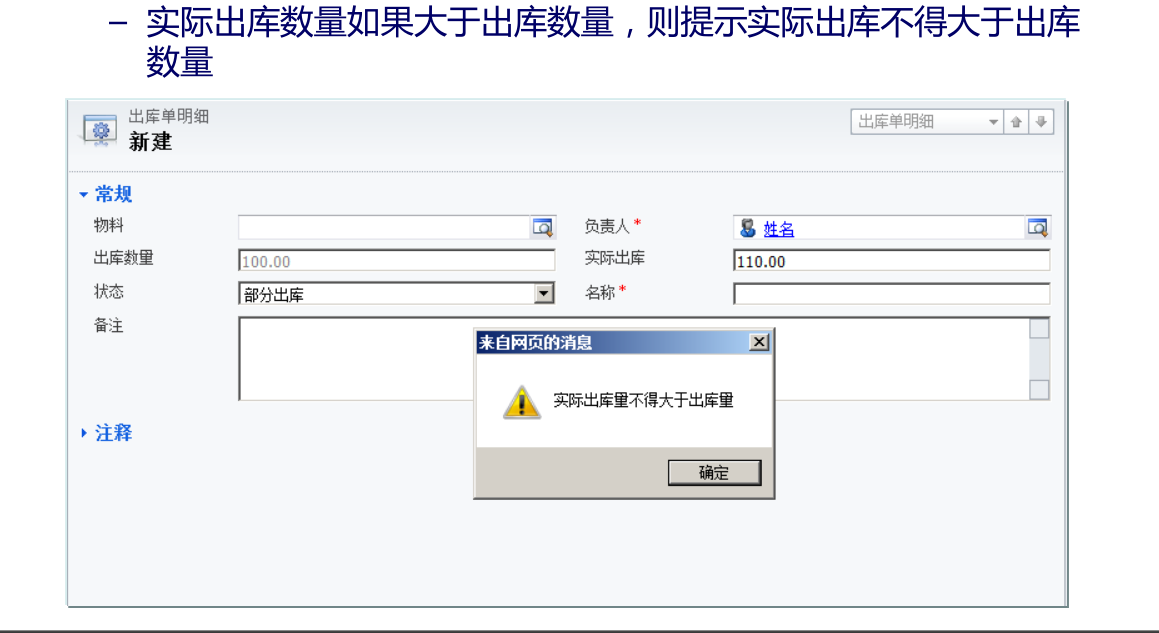 – 实际出库数量如果大于出库数量，则提示实际出库不得大于出库
数量
出库单明细
新建
出库单明细
常规
物料
负责人*
姓名
出库数量
100.00
实际出库
110.00
状态
部分出库
名称*
备注
来自网页的消息
实际出库量不得大于出库量
确定
注释